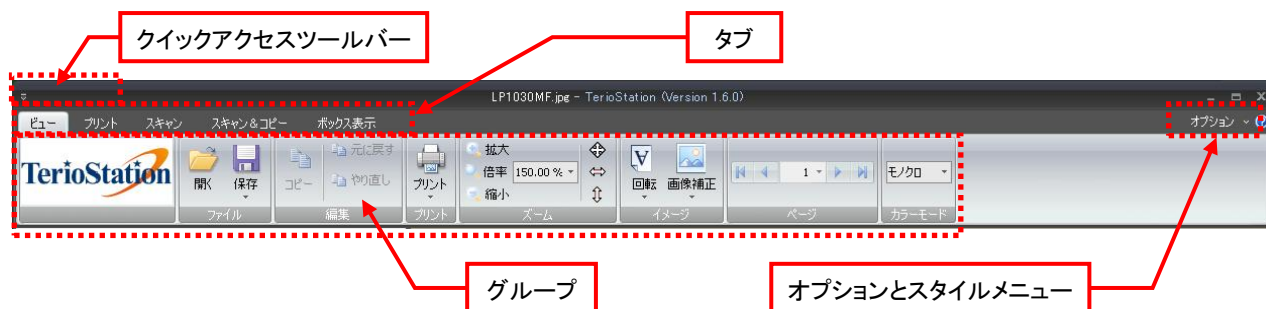 クイックアクセスツールバー
タブ
LP1030MF.jpg - TerioStation (Version 1.6.0)
ビュー プリント スキャン スキャン&コピー ボックス表示 オプション
TerioStation
開く 保存
ファイル
コピー 元に戻す やり直し
編集
プリント
プリント
拡大
倍率 150.00 %
縮小
ズーム
回転 画像補正
イメージ
1
ページ
モノクロ
カラーモード
グループ
オプションとスタイルメニュー